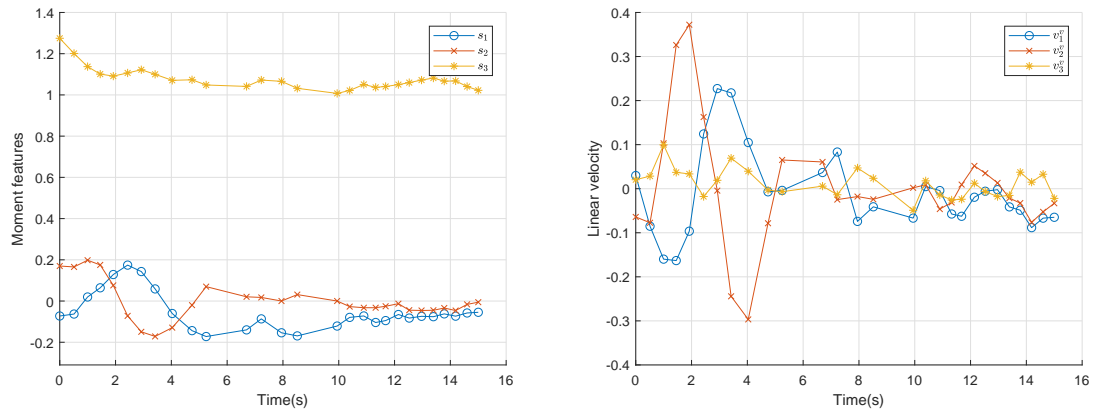 Moment features
1.4
1.2
1
0.8
0.6
0.4
0.2
0
-0.2
0 2 4 6 8 10 12 14 16
Time(s)
s₁
s₂
s₃
Linear velocity
0.4
0.3
0.2
0.1
0
-0.1
-0.2
-0.3
-0.4
0 2 4 6 8 10 12 14 16
Time(s)
v₁ᵛ
v₂ᵛ
v₃ᵛ